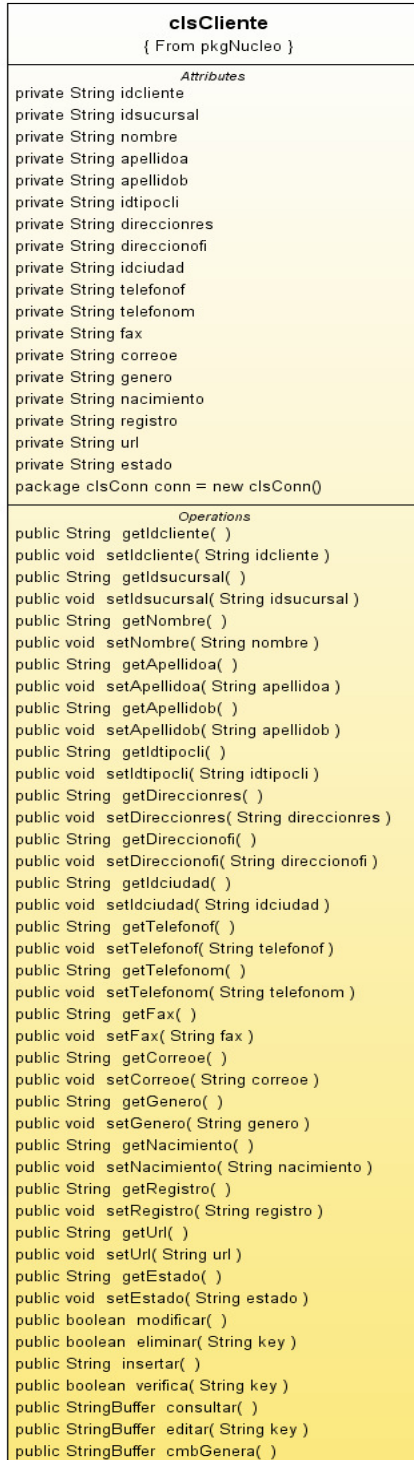 clsCliente
{ From pkgNucleo }
Attributes
private String idcliente
private String idsucursal
private String nombre
private String apellidoa
private String apellidob
private String idtipocli
private String direccionres
private String direccionofi
private String idciudad
private String telefonof
private String telefonom
private String fax
private String correoe
private String genero
private String nacimiento
private String registro
private String url
private String estado
package clsConn conn = new clsConn()
Operations
public String getIdcliente( )
public void setIdcliente( String idcliente )
public String getIdsucursal( )
public void setIdsucursal( String idsucursal )
public String getNombre( )
public void setNombre( String nombre )
public String getApellidoa( )
public void setApellidoa( String apellidoa )
public String getApellidob( )
public void setApellidob( String apellidob )
public String getIdtipocli( )
public void setIdtipocli( String idtipocli )
public String getDireccionres( )
public void setDireccionres( String direccionres )
public String getDireccionofi( )
public void setDireccionofi( String direccionofi )
public String getIdciudad( )
public void setIdciudad( String idciudad )
public String getTelefonof( )
public void setTelefonof( String telefonof )
public String getTelefonom( )
public void setTelefonom( String telefonom )
public String getFax( )
public void setFax( String fax )
public String getCorreoe( )
public void setCorreoe( String correoe )
public String getGenero( )
public void setGenero( String genero )
public String getNacimiento( )
public void setNacimiento( String nacimiento )
public String getRegistro( )
public void setRegistro( String registro )
public String getUrl( )
public void setUrl( String url )
public String getEstado( )
public void setEstado( String estado )
public boolean modificar( )
public boolean eliminar( String key )
public String insertar( )
public boolean verifica( String key )
public StringBuffer consultar( )
public StringBuffer editar( String key )
public StringBuffer cmbGenera( )